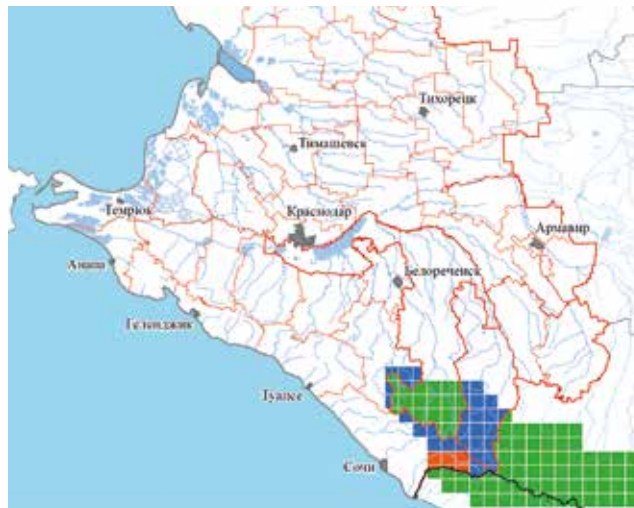 Тихорецк
Тимашевск
Темрюк
Краснодар
Армавир
Анапа
Белореченск
Геленджик
Туапсе
Сочи